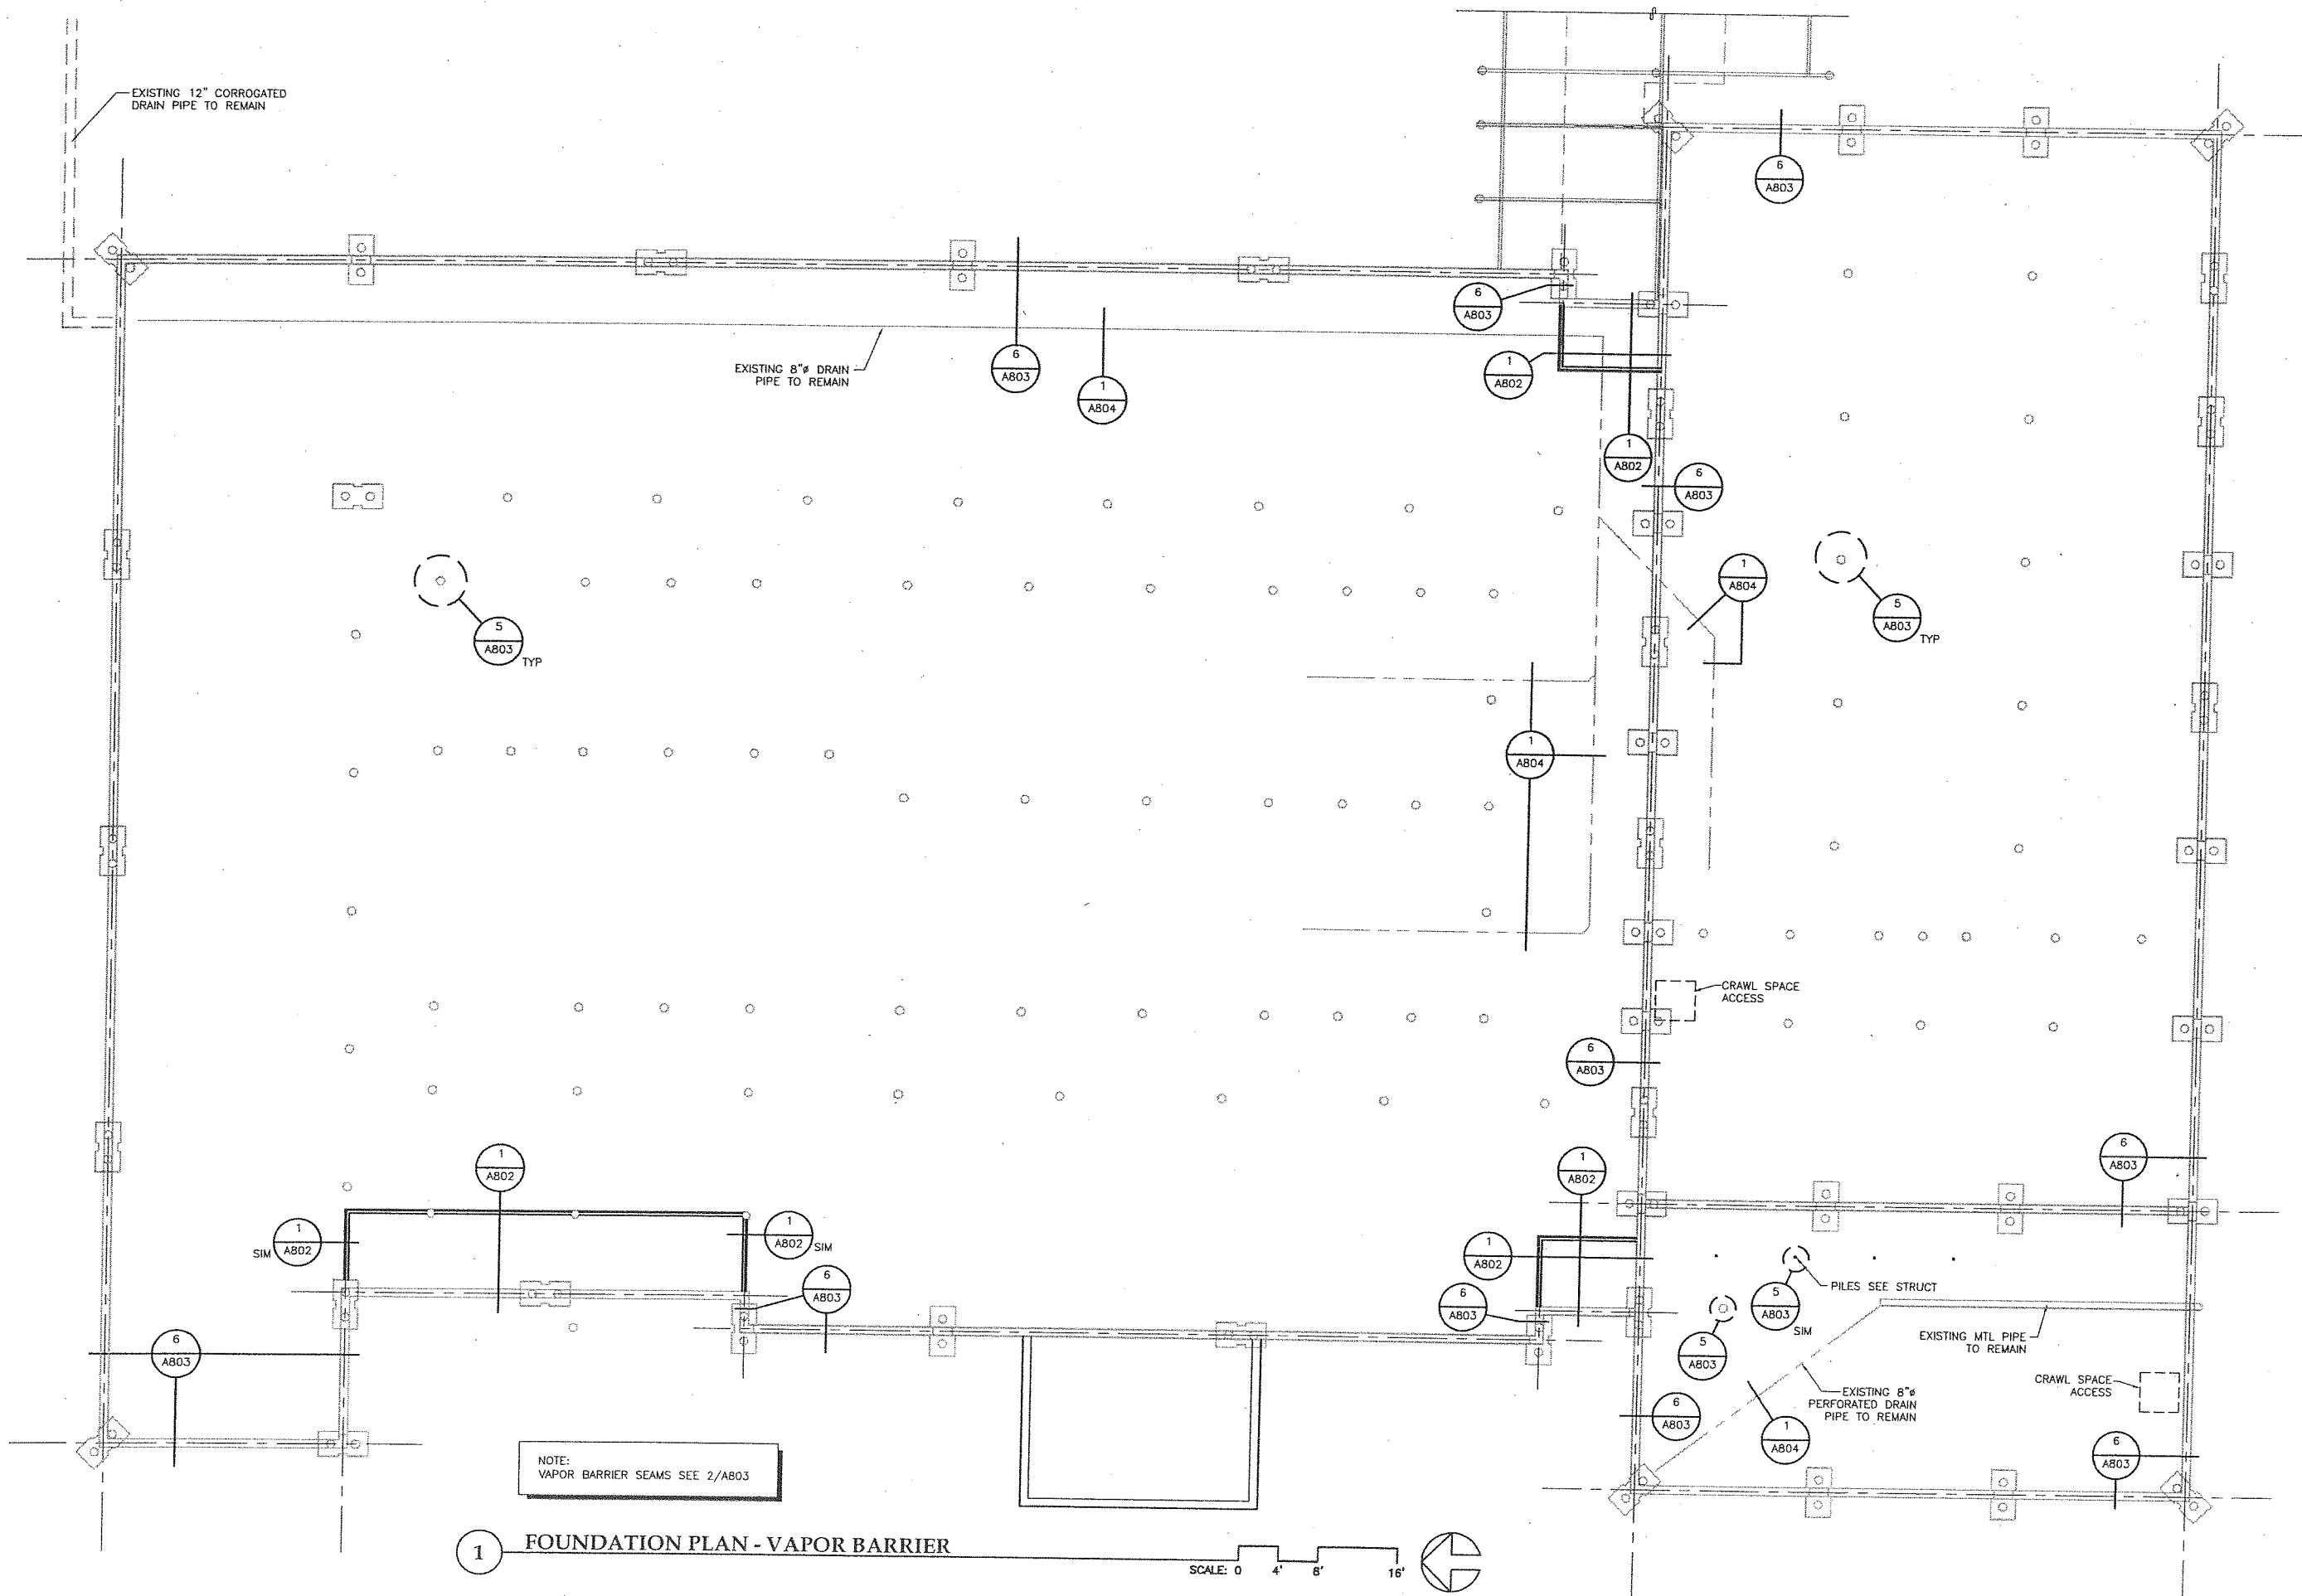 EXISTING 12" CORROGATED
DRAIN PIPE TO REMAIN
6
A803
6
A803
EXISTING 8"ø DRAIN
PIPE TO REMAIN
6
A803
1
A804
1
A802
1
A802
6
A803
1
A804
5
A803
TYP
5
A803
TYP
1
A804
CRAWL SPACE
ACCESS
6
A803
6
A803
1
A802
1
A802
SIM
1
A802
1
A802
SIM
1
A802
6
A803
6
A803
5
A803
SIM
PILES SEE STRUCT
5
A803
EXISTING MTL PIPE
TO REMAIN
6
A803
CRAWL SPACE
ACCESS
EXISTING 8"ø
PERFORATED DRAIN
PIPE TO REMAIN
6
A803
1
A804
6
A803
NOTE:
VAPOR BARRIER SEAMS SEE 2/A803
1
FOUNDATION PLAN - VAPOR BARRIER
SCALE: 0 4' 8' 16'